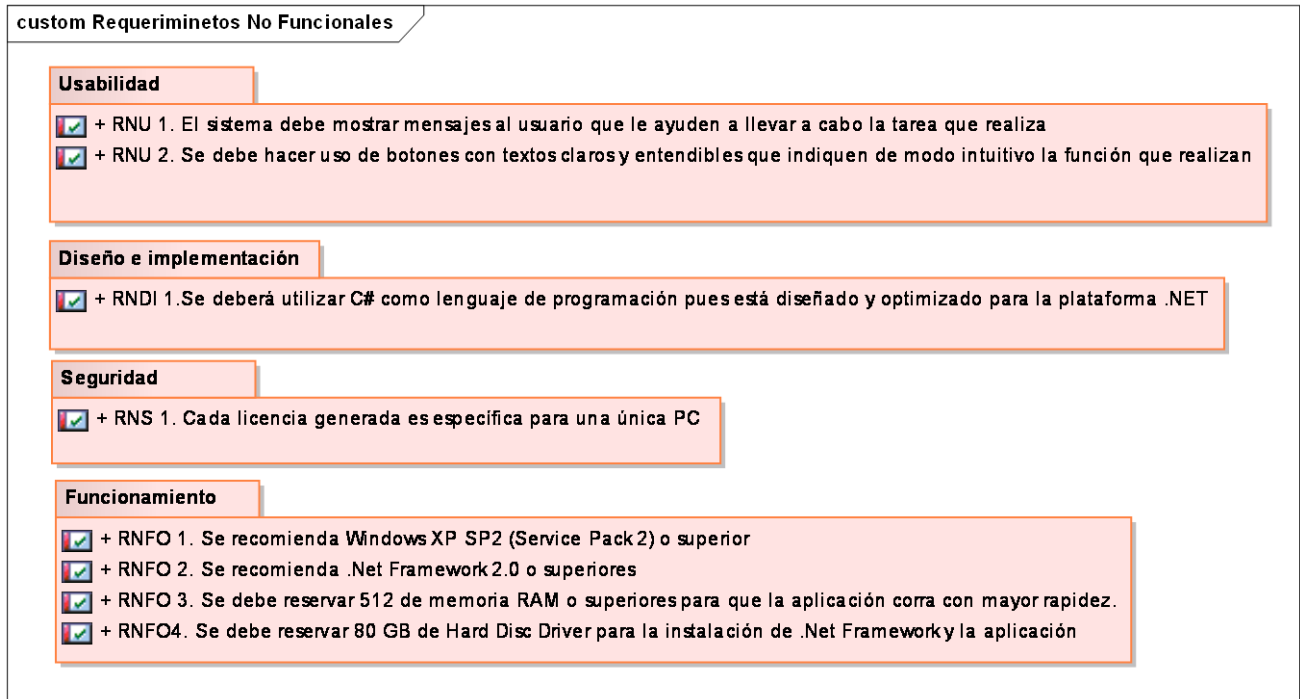 custom Requeriminetos No Funcionales
Usabilidad
+ RNU 1. El sistema debe mostrar mensajes al usuario que le ayuden a llevar a cabo la tarea que realiza
+ RNU 2. Se debe hacer uso de botones con textos claros y entendibles que indiquen de modo intuitivo la función que realizan
Diseño e implementación
+ RNDI 1.Se deberá utilizar C# como lenguaje de programación pues está diseñado y optimizado para la plataforma .NET
Seguridad
+ RNS 1. Cada licencia generada es específica para una única PC
Funcionamiento
+ RNFO 1. Se recomienda Windows XP SP2 (Service Pack 2) o superior
+ RNFO 2. Se recomienda .Net Framework 2.0 o superiores
+ RNFO 3. Se debe reservar 512 de memoria RAM o superiores para que la aplicación corra con mayor rapidez.
+ RNFO4. Se debe reservar 80 GB de Hard Disc Driver para la instalación de .Net Framework y la aplicación